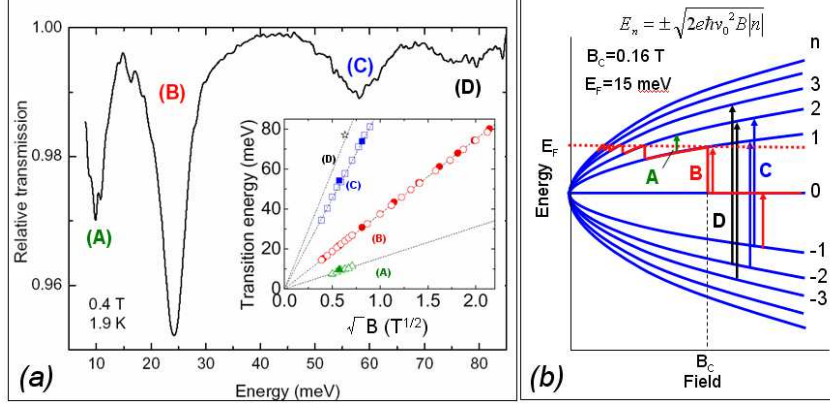 Relative transmission
1.00
0.98
0.96
(A)
(B)
(C)
(D)
0.4 T
1.9 K
10 20 30 40 50 60 70 80
Energy (meV)
(a)
Transition energy (meV)
80
60
40
20
0
0.0 0.5 1.0 1.5 2.0
√B (T^1/2)
(D)
(C)
(B)
(A)
E_n = ±√2eħv_0^2B|n|
B_C=0.16 T
E_F=15 meV
n
3
2
1
0
-1
-2
-3
E_F
Energy
A
B
C
D
B_C
Field
(b)